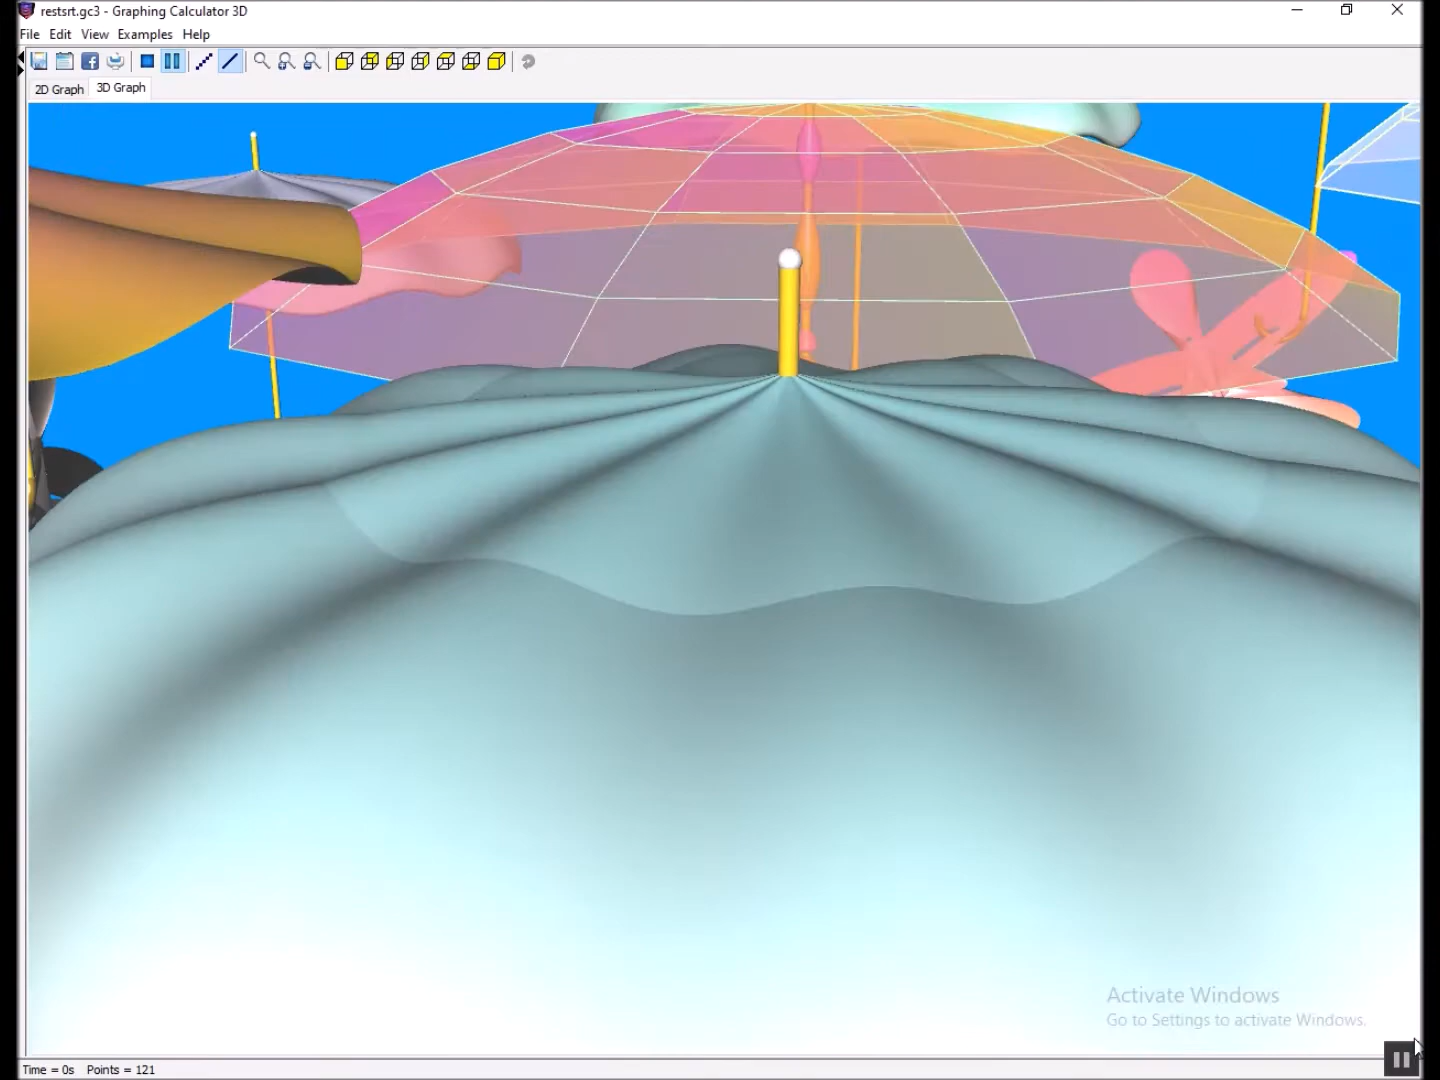 restsrt.gc3 - Graphing Calculator 3D
File Edit View Examples Help
2D Graph 3D Graph
Activate Windows
Go to Settings to activate Windows.
Time = 0s Points = 121